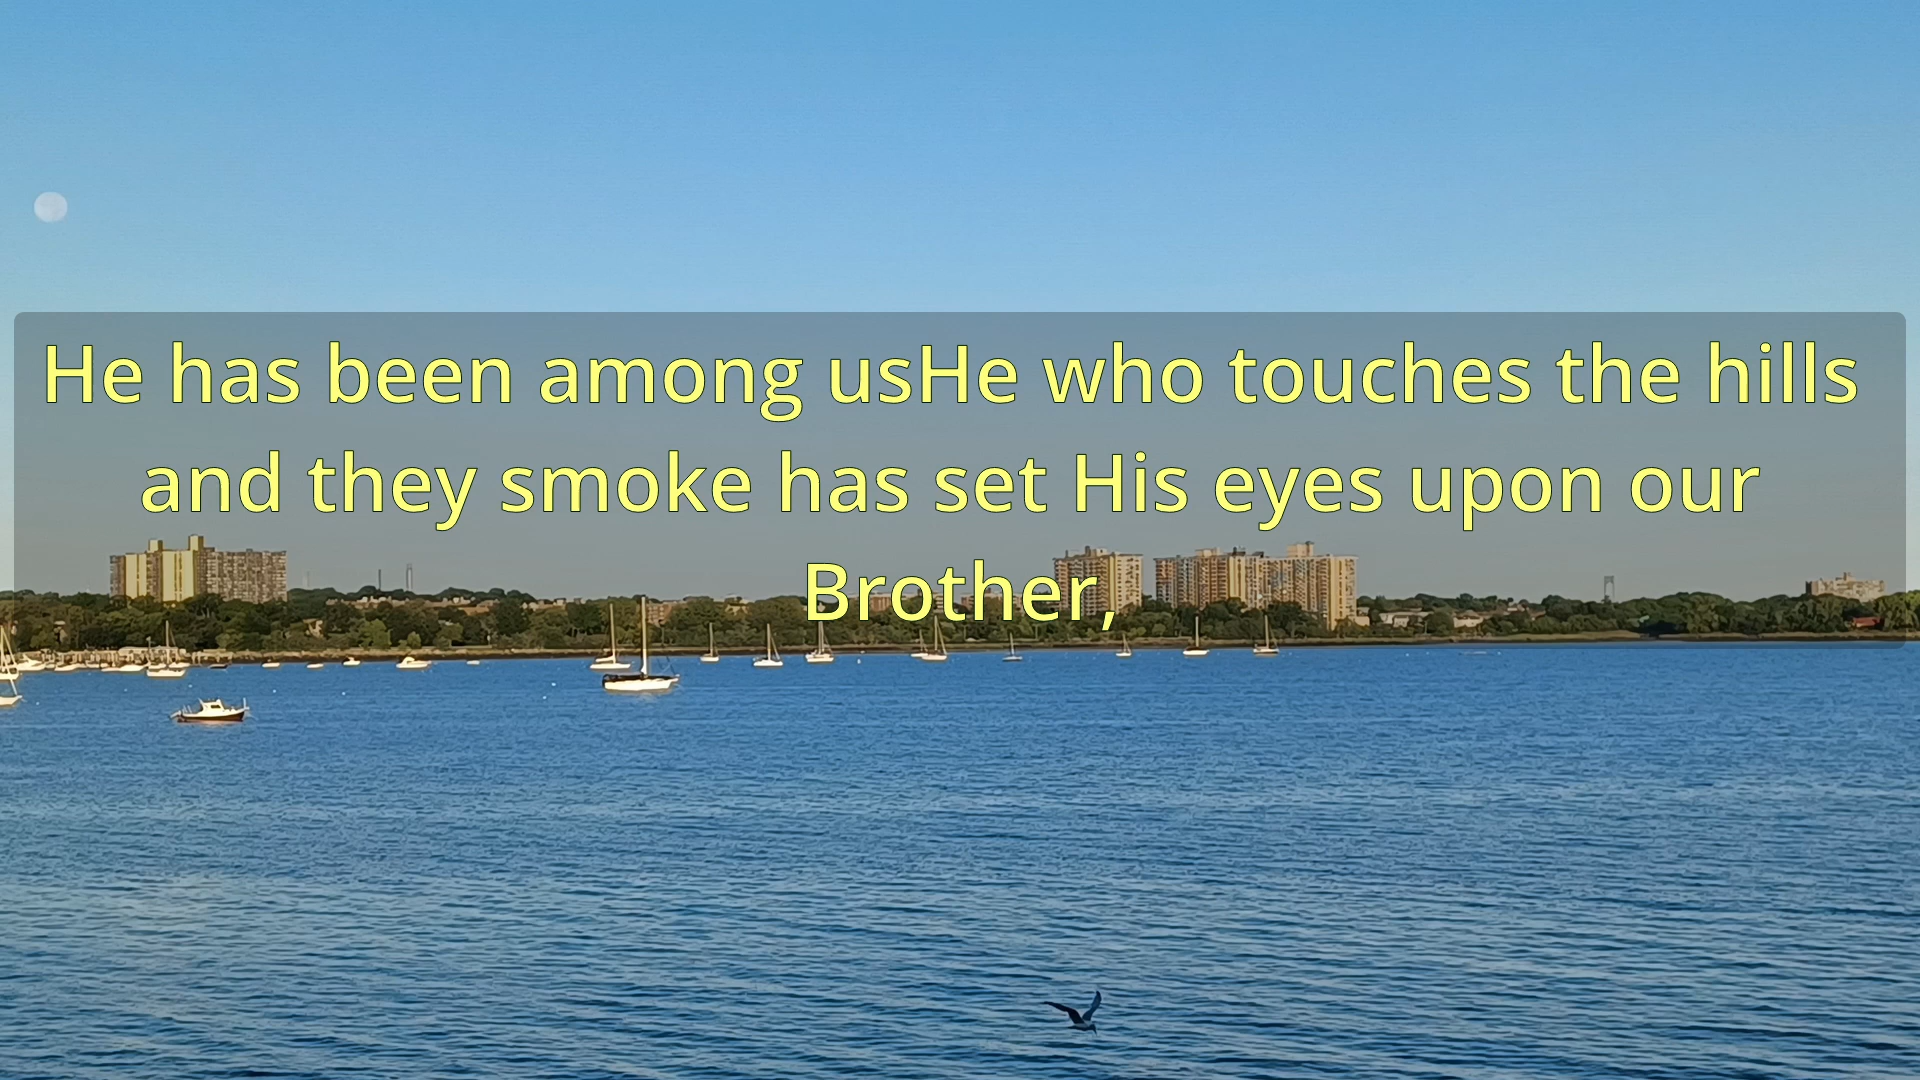 He has been among usHe who touches the hills
and they smoke has set His eyes upon our
Brother,